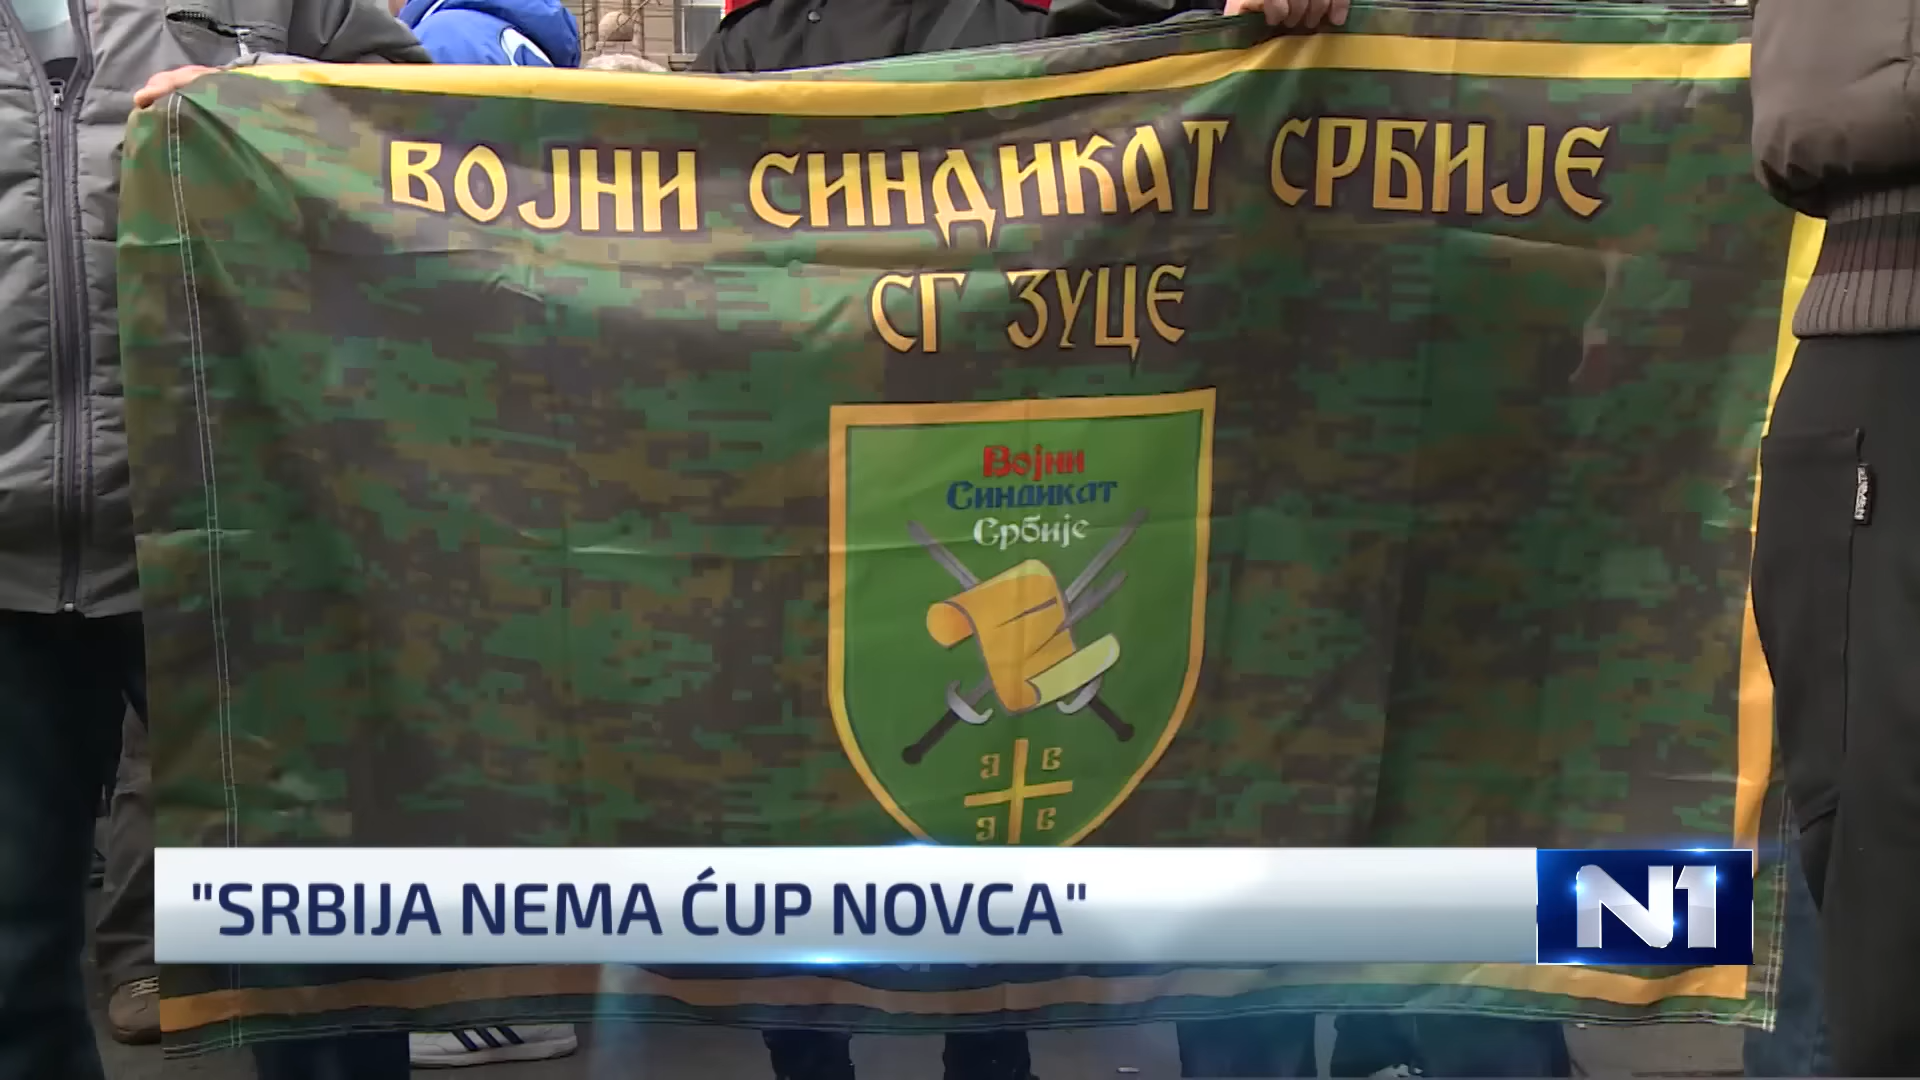 ВОЈНИ СИНДИКАТ СРБИЈЕ
СГ ЗУЦЕ
Војни
Синдикат
Србије
"SRBIJA NEMA ĆUP NOVCA"
N1